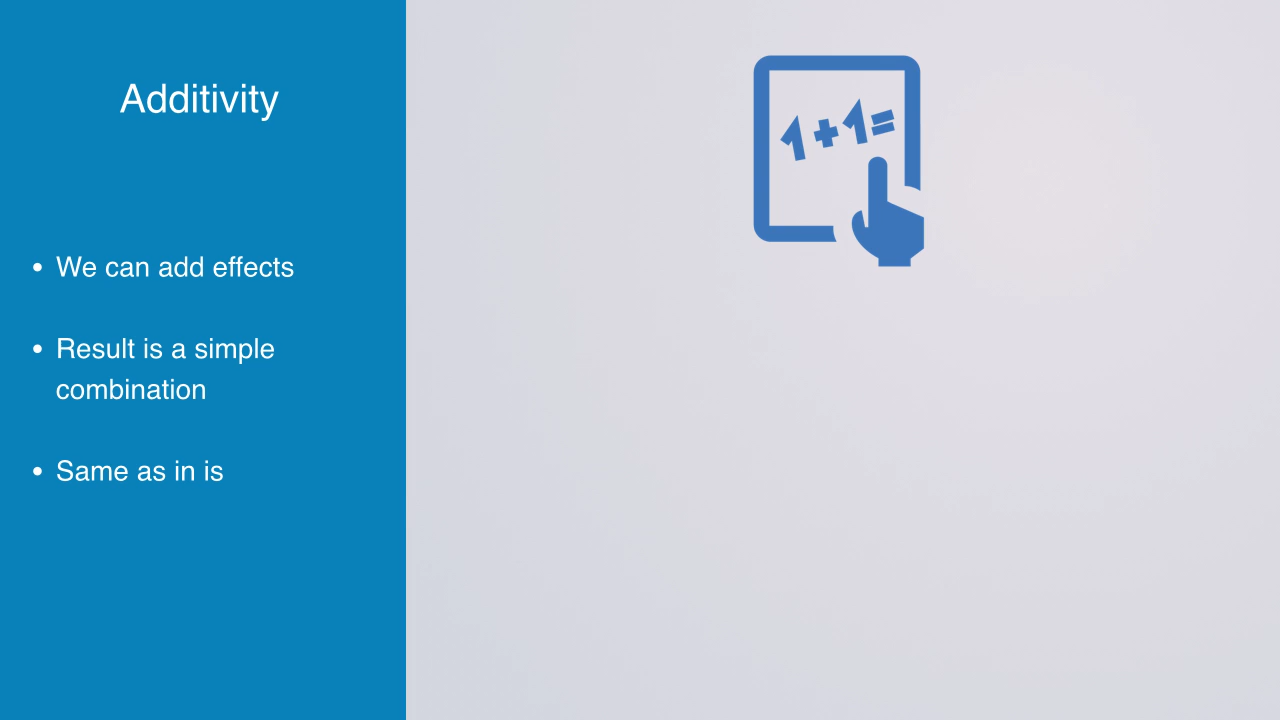 Additivity
1+1=
• We can add effects
• Result is a simple
combination
• Same as in is